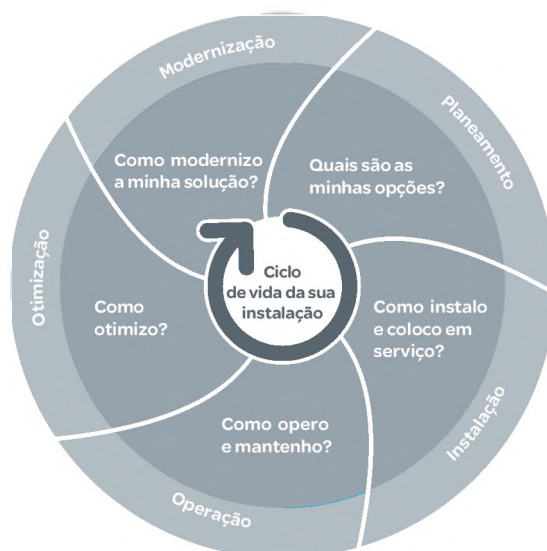 Modernização
Planeamento
Como modernizo
a minha solução?
Quais são as
minhas opções?
Otimização
Ciclo
de vida da sua
instalação
Como
otimizo?
Como instalo
e coloco em
serviço?
Como opero
e mantenho?
Instalação
Operação